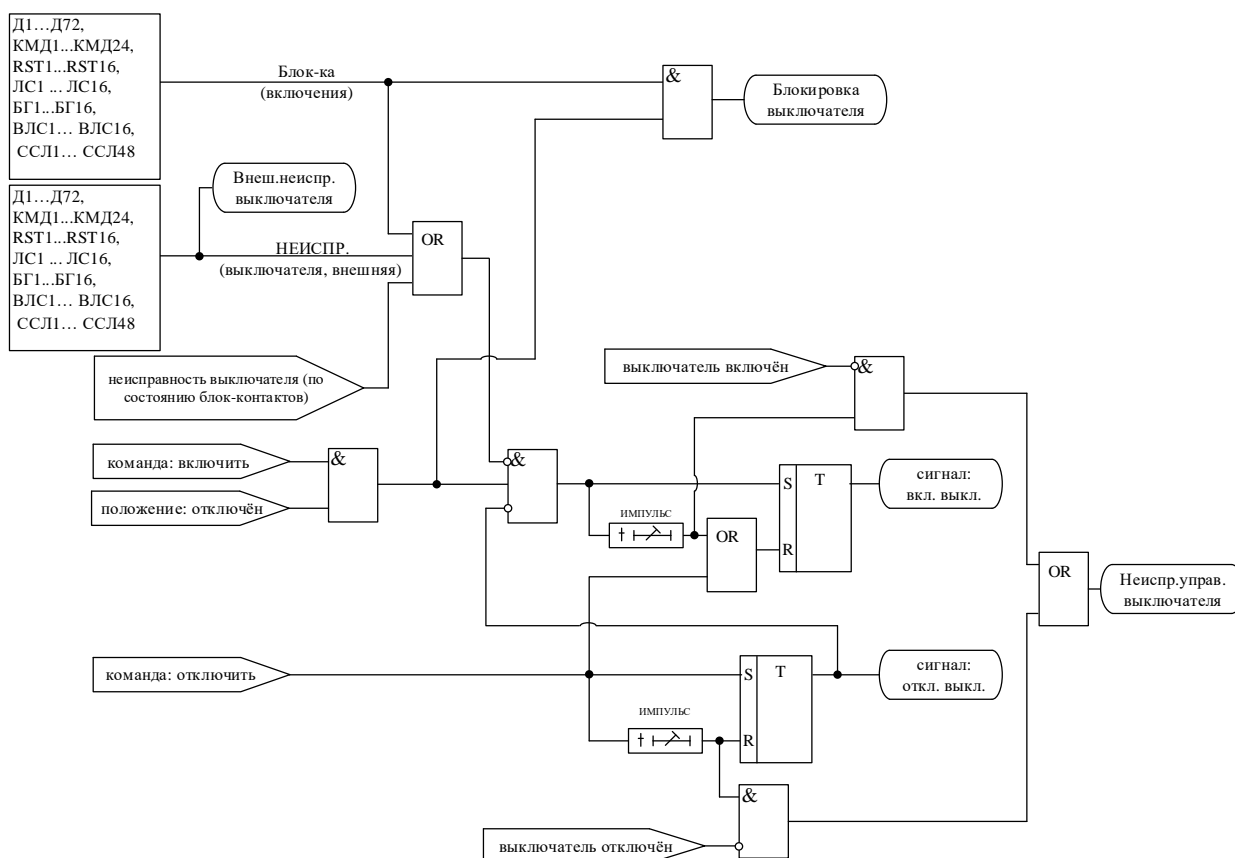 Д1…Д72,
КМД1...КМД24,
RST1...RST16,
ЛС1 ... ЛС16,
БГ1...БГ16,
ВЛС1… ВЛС16,
ССЛ1… ССЛ48
Блок-ка
(включения)
&
Блокировка
выключателя
Д1…Д72,
КМД1...КМД24,
RST1...RST16,
ЛС1 ... ЛС16,
БГ1...БГ16,
ВЛС1… ВЛС16,
ССЛ1… ССЛ48
Внеш.неиспр.
выключателя
НЕИСПР.
(выключателя, внешняя)
OR
неисправность выключателя (по
состоянию блок-контактов)
выключатель включён
&
команда: включить
положение: отключён
&
&
ИМПУЛЬС
OR
S
T
R
сигнал:
вкл. выкл.
OR
Неиспр.управ.
выключателя
команда: отключить
ИМПУЛЬС
S
T
R
сигнал:
откл. выкл.
&
выключатель отключён